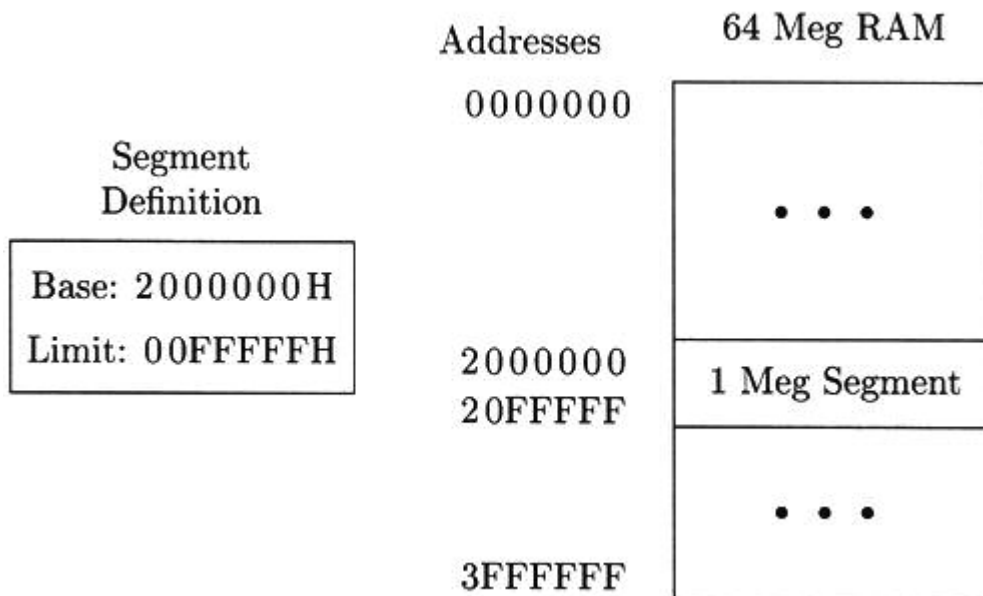 Addresses
64 Meg RAM
0000000
Segment
Definition
Base: 2000000H
Limit: 00FFFFFH
2000000
20FFFFF
1 Meg Segment
3FFFFFF